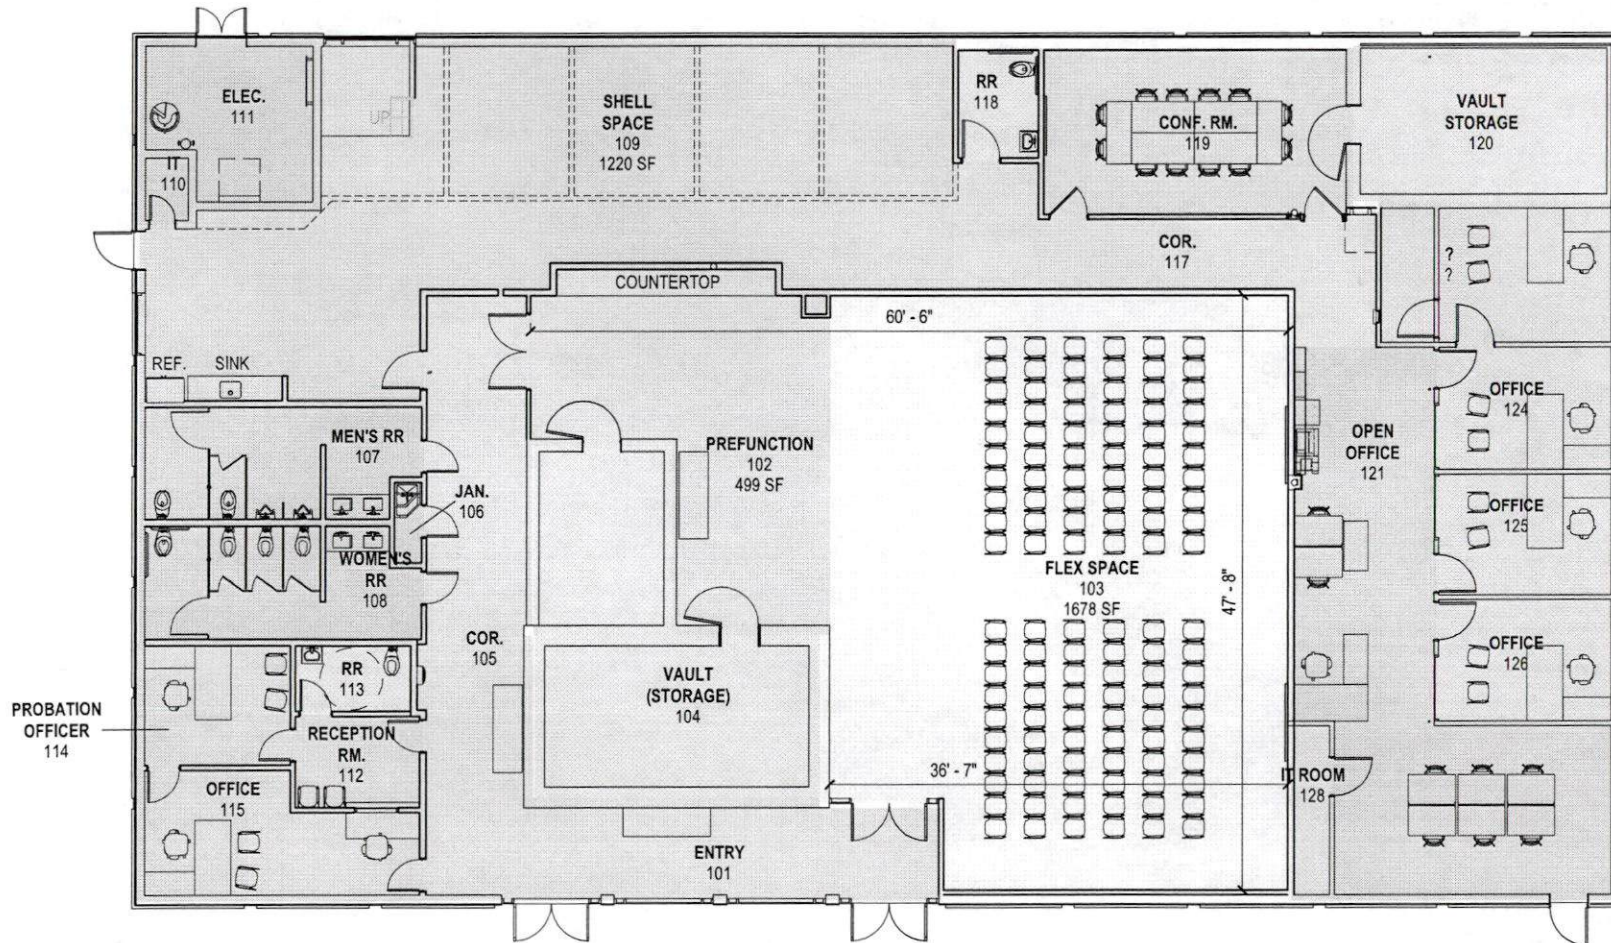 ELEC.
111
UP
SHELL
SPACE
109
1220 SF
RR
118
CONF. RM.
119
VAULT
STORAGE
120
IT
110
COR.
117
?
?
COUNTERTOP
60' - 6"
REF.
SINK
MEN'S RR
107
JAN.
106
PREFUNCTION
102
499 SF
OFFICE
124
OPEN
OFFICE
121
OFFICE
125
WOMEN'S
RR
108
FLEX SPACE
103
1678 SF
47' - 8"
COR.
105
OFFICE
126
RR
113
VAULT
(STORAGE)
104
PROBATION
OFFICER
114
RECEPTION
RM.
112
36' - 7"
IT ROOM
128
OFFICE
115
ENTRY
101